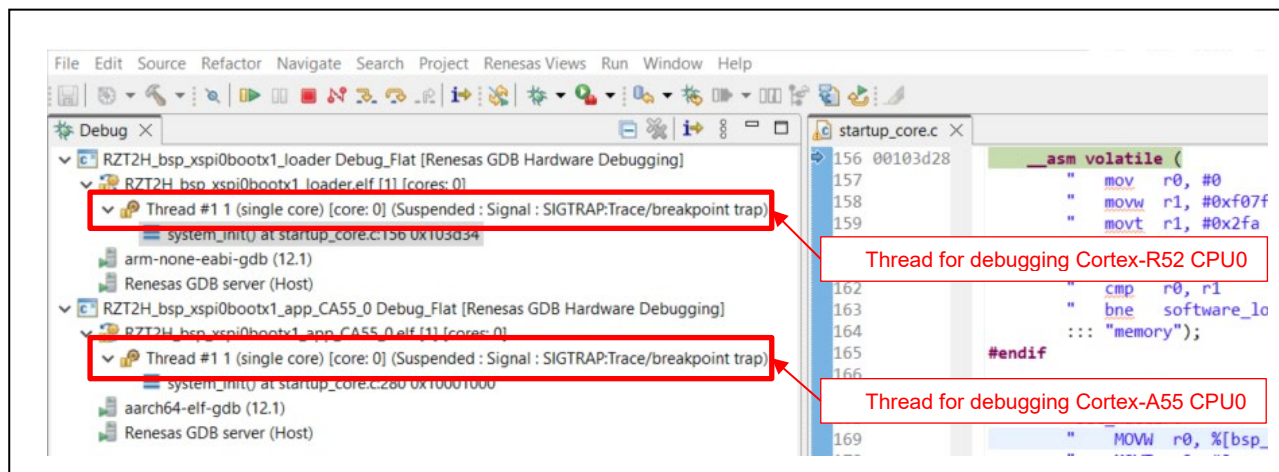 File Edit Source Refactor Navigate Search Project Renesas Views Run Window Help
Debug
RZT2H_bsp_xspi0bootx1_loader Debug_Flat [Renesas GDB Hardware Debugging]
RZT2H_bsp_xspi0bootx1_loader.elf [1] [cores: 0]
Thread #1 1 (single core) [core: 0] (Suspended : Signal : SIGTRAP:Trace/breakpoint trap)
system_init() at startup_core.c:156 0x103d34
arm-none-eabi-gdb (12.1)
Renesas GDB server (Host)
RZT2H_bsp_xspi0bootx1_app_CA55_0 Debug_Flat [Renesas GDB Hardware Debugging]
RZT2H_bsp_xspi0bootx1_app_CA55_0.elf [1] [cores: 0]
Thread #1 1 (single core) [core: 0] (Suspended : Signal : SIGTRAP:Trace/breakpoint trap)
system_init() at startup_core.c:280 0x10001000
aarch64-elf-gdb (12.1)
Renesas GDB server (Host)
startup_core.c
156 00103d28 __asm volatile (
157 " mov r0, #0
158 " movw r1, #0xf07f
159 " movt r1, #0x2fa
Thread for debugging Cortex-R52 CPU0
162 " cmp r0, r1
163 " bne software_lo
164 ::: "memory");
165 #endif
166
Thread for debugging Cortex-A55 CPU0
169 " MOVW r0, %[bsp_